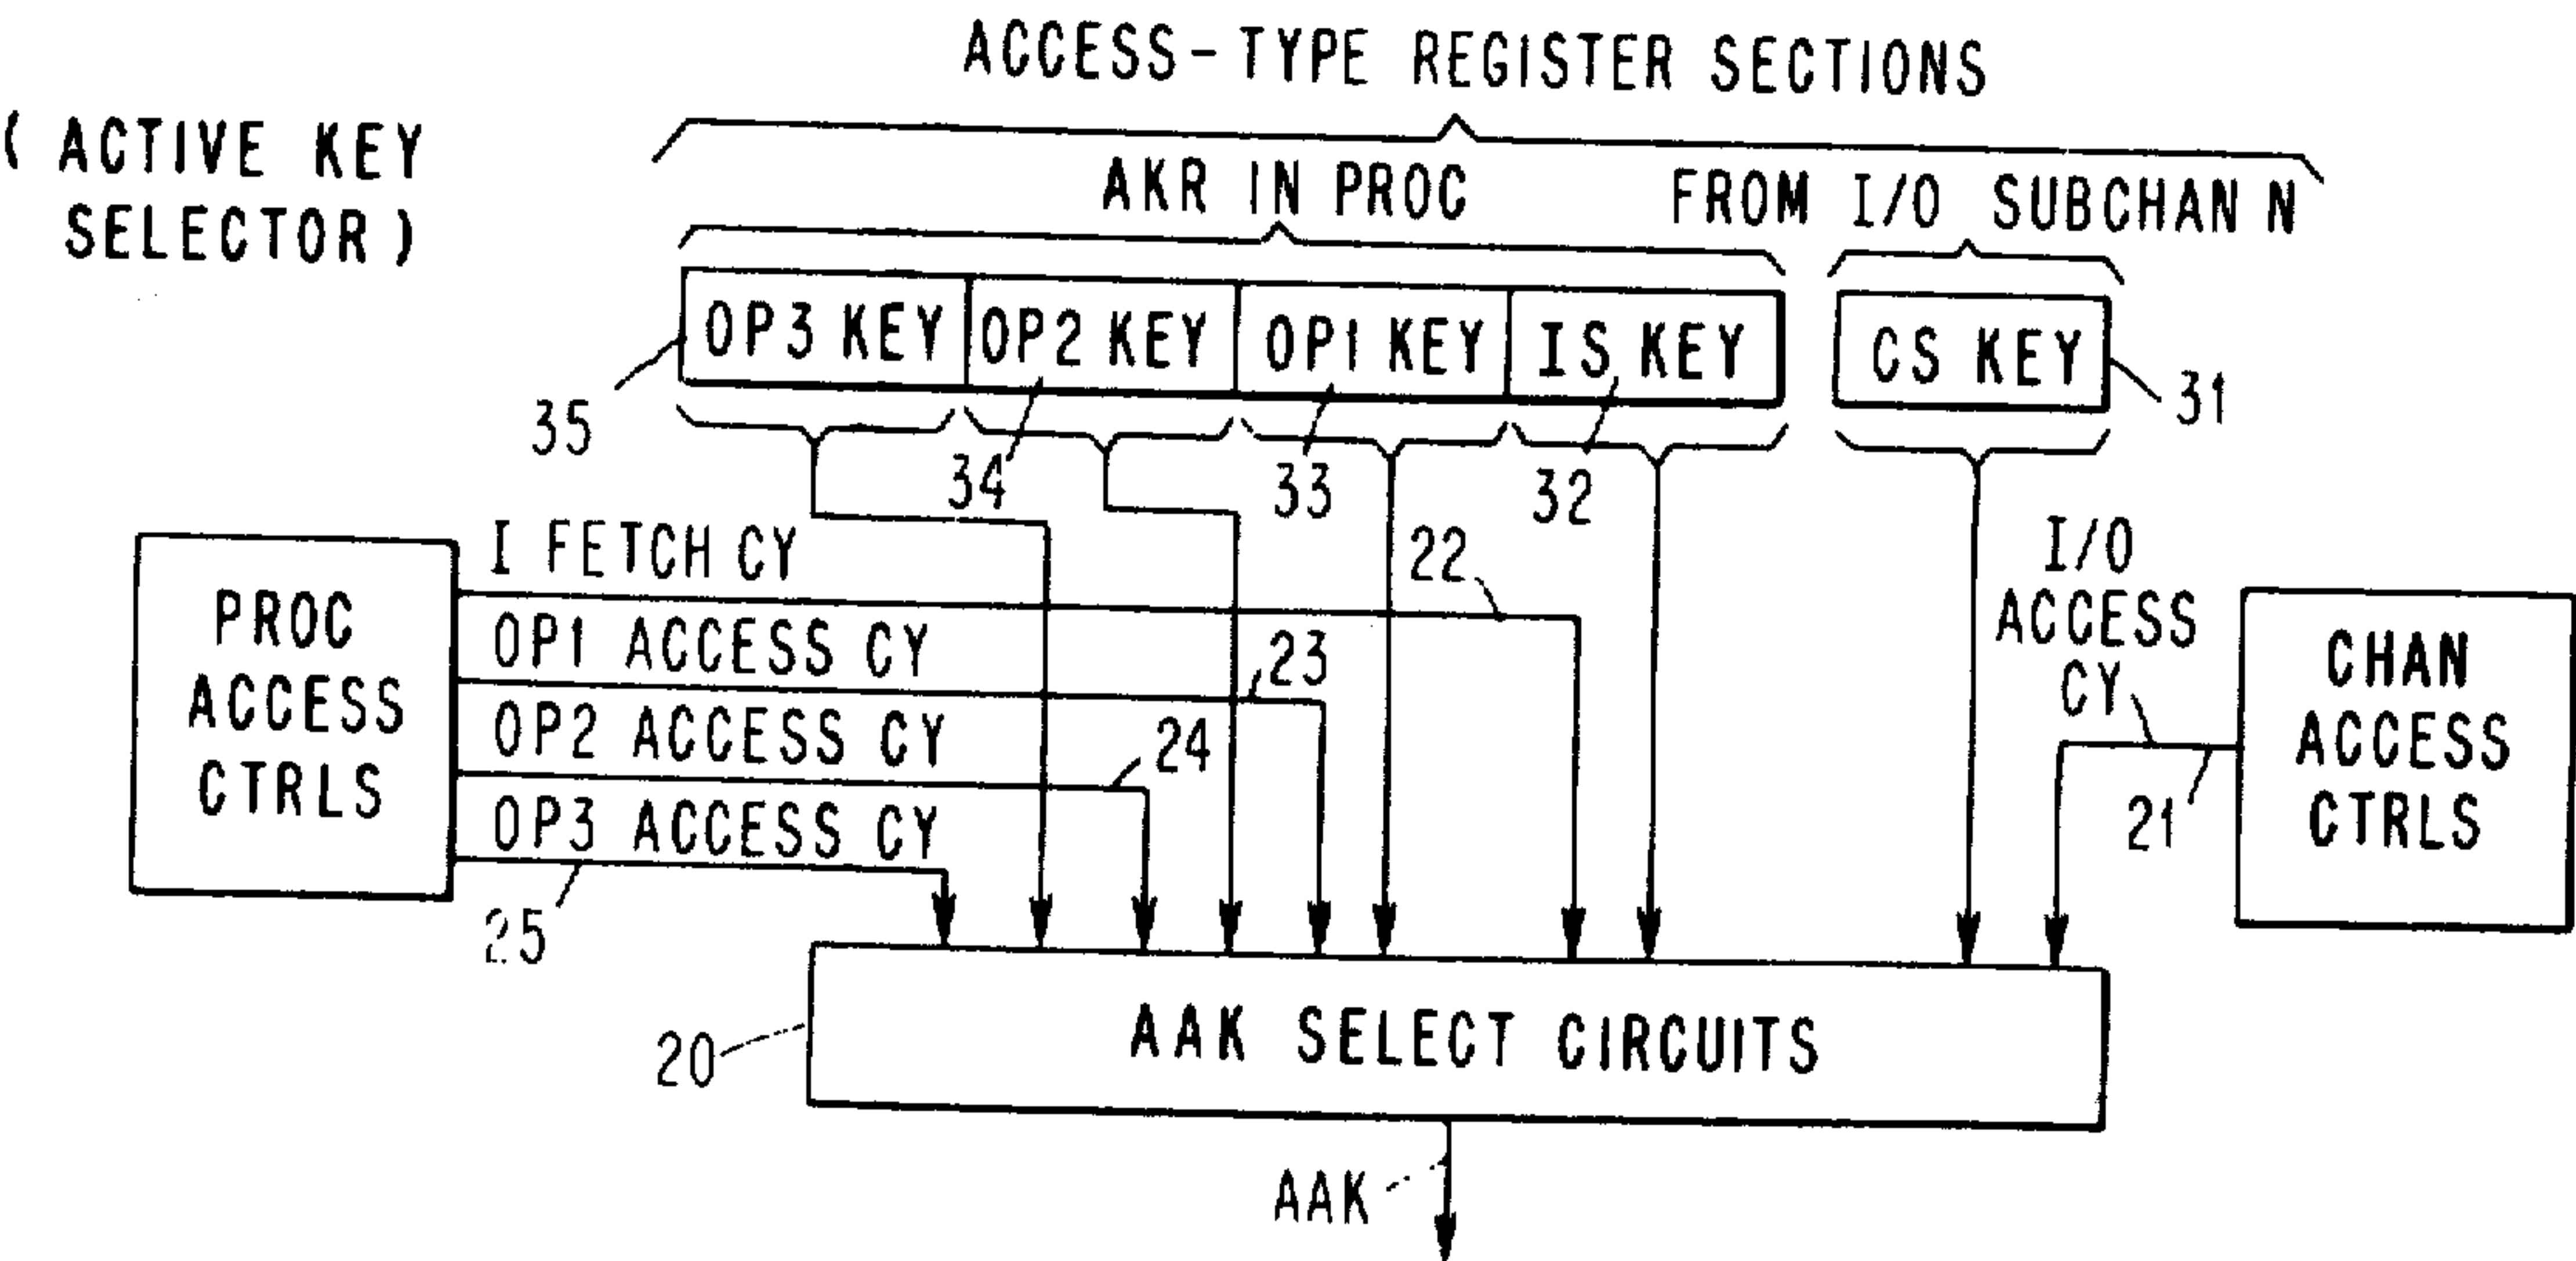 ACCESS-TYPE REGISTER SECTIONS
( ACTIVE KEY
SELECTOR )
AKR IN PROC
FROM I/O SUBCHAN N
OP3 KEY
OP2 KEY
OP1 KEY
IS KEY
CS KEY
35
34
33
32
31
PROC
ACCESS
CTRLS
I FETCH CY
22
OP1 ACCESS CY
23
OP2 ACCESS CY
24
OP3 ACCESS CY
25
I/O
ACCESS
CY
21
CHAN
ACCESS
CTRLS
20
AAK SELECT CIRCUITS
AAK